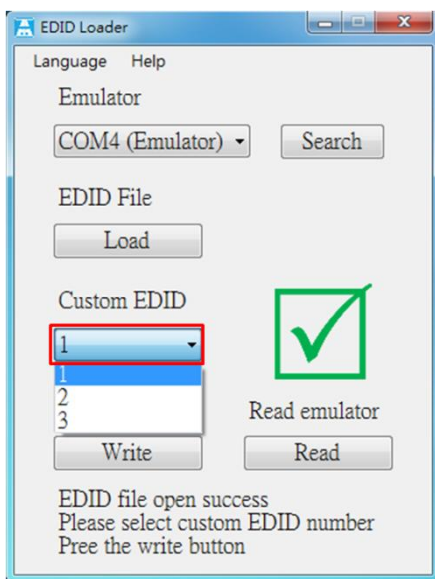 EDID Loader
Language Help
Emulator
COM4 (Emulator) Search
EDID File
Load
Custom EDID
1
1
2
3
Read emulator
Write Read
EDID file open success
Please select custom EDID number
Pree the write button